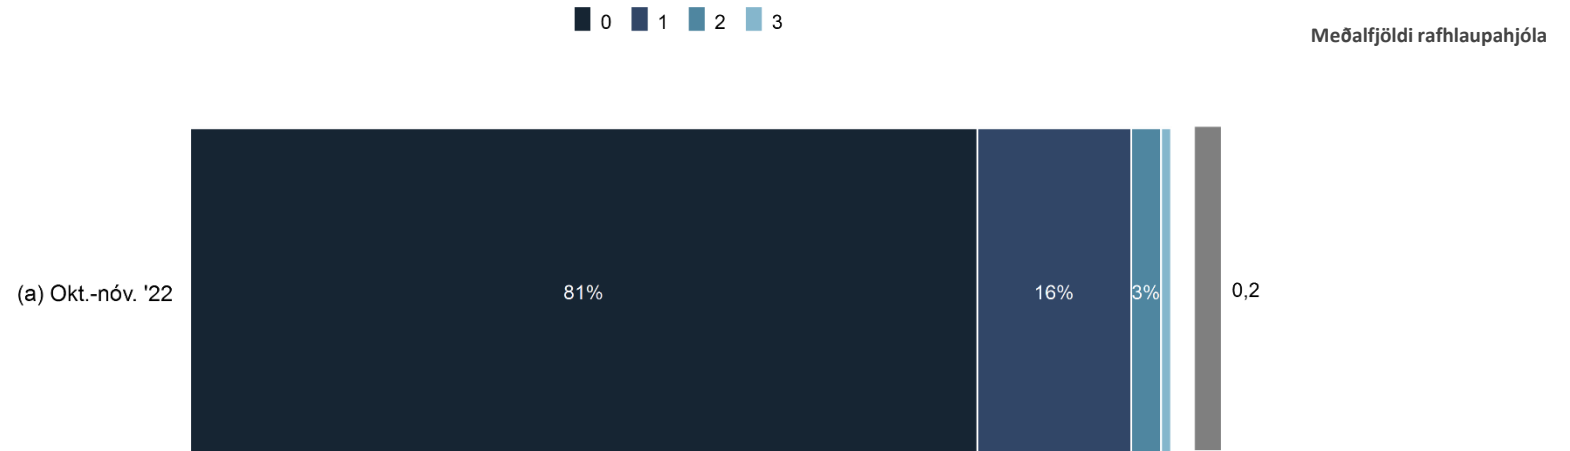 0 1 2 3
Meðalfjöldi rafhlaupahjóla
(a) Okt.-nóv. '22 81% 16% 3% 0,2